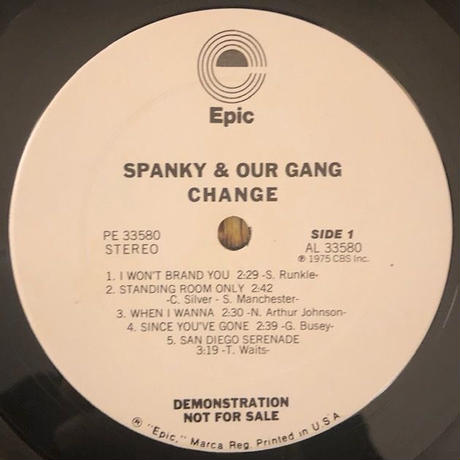 Epic
SPANKY & OUR GANG
CHANGE
PE 33580
STEREO
SIDE 1
AL 33580
℗ 1975 CBS Inc.
1. I WON'T BRAND YOU 2:29 -S. Runkle-
2. STANDING ROOM ONLY 2:42
-C. Silver - S. Manchester-
3. WHEN I WANNA 2:30 -N. Arthur Johnson-
4. SINCE YOU'VE GONE 2:39 -G. Busey-
5. SAN DIEGO SERENADE
3:19 -T. Waits-
DEMONSTRATION
NOT FOR SALE
® "Epic," Marca Reg. Printed in U S A